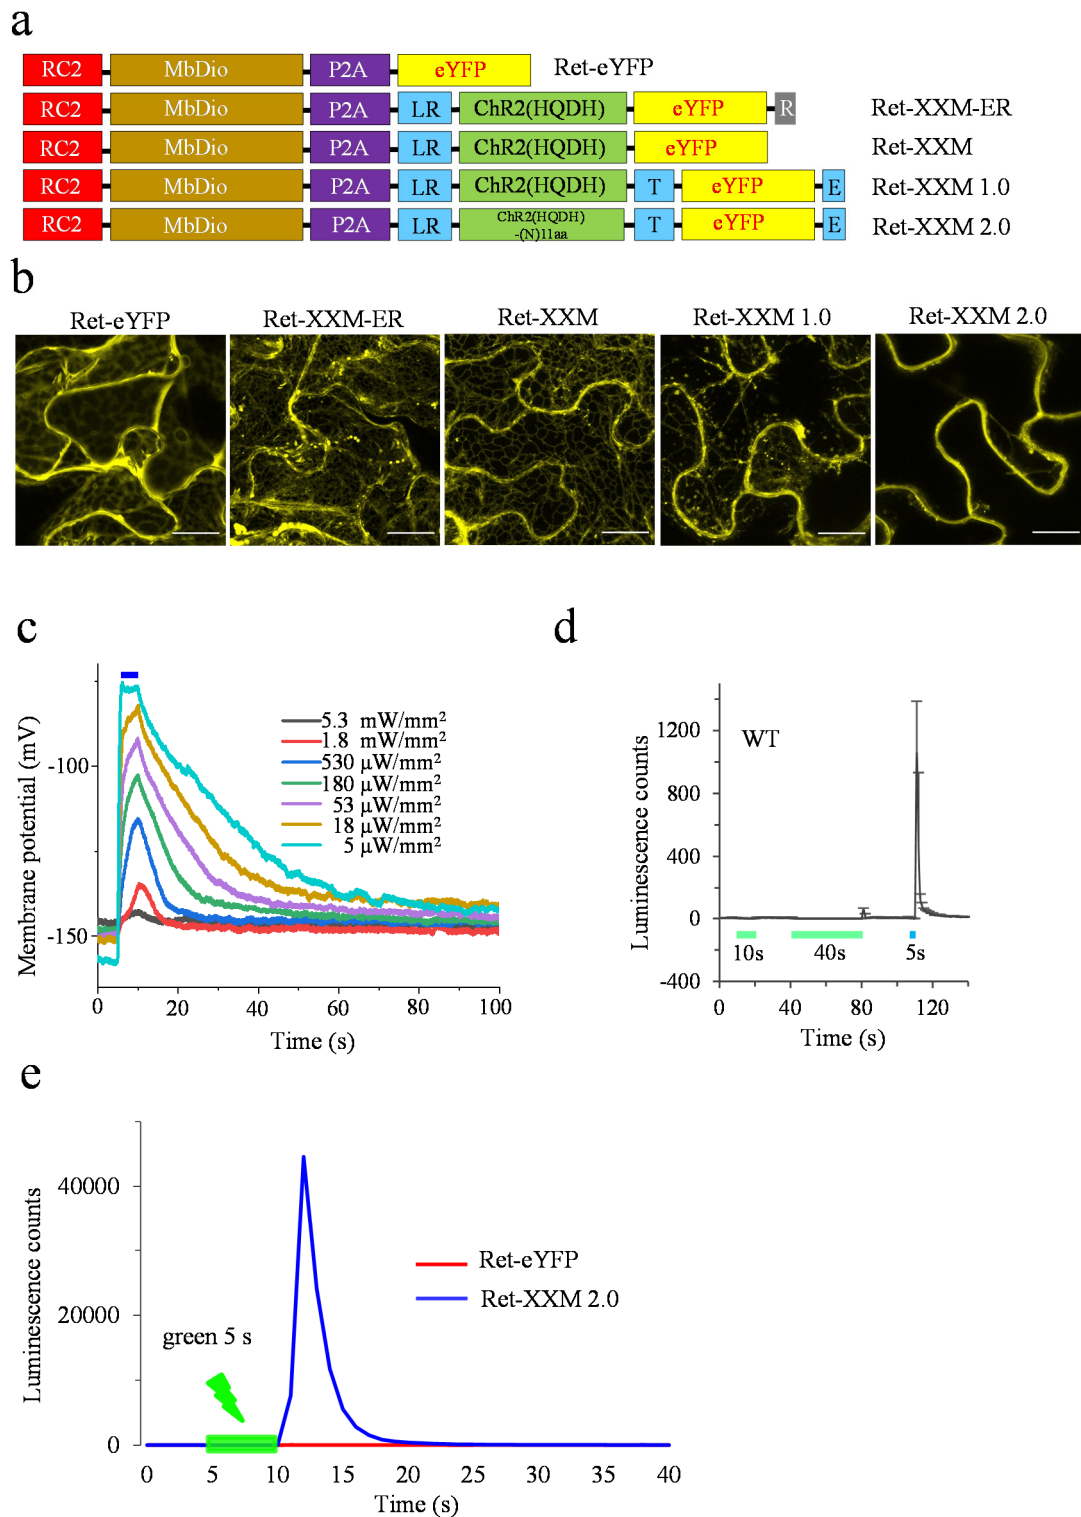 a
RC2 MbDio P2A eYFP Ret-eYFP
RC2 MbDio P2A LR ChR2(HQDH) eYFP R Ret-XXM-ER
RC2 MbDio P2A LR ChR2(HQDH) eYFP Ret-XXM
RC2 MbDio P2A LR ChR2(HQDH) T eYFP E Ret-XXM 1.0
RC2 MbDio P2A LR ChR2(HQDH) -(N)11aa T eYFP E Ret-XXM 2.0
b
Ret-eYFP Ret-XXM-ER Ret-XXM Ret-XXM 1.0 Ret-XXM 2.0
c
Membrane potential (mV)
-100
-150
5.3 mW/mm²
1.8 mW/mm²
530 μW/mm²
180 μW/mm²
53 μW/mm²
18 μW/mm²
5 μW/mm²
0 20 40 60 80 100
Time (s)
d
Luminescence counts
1200
800
400
0
-400
WT
10s 40s 5s
0 40 80 120
Time (s)
e
Luminescence counts
40000
20000
0
green 5 s
Ret-eYFP
Ret-XXM 2.0
0 5 10 15 20 25 30 35 40
Time (s)